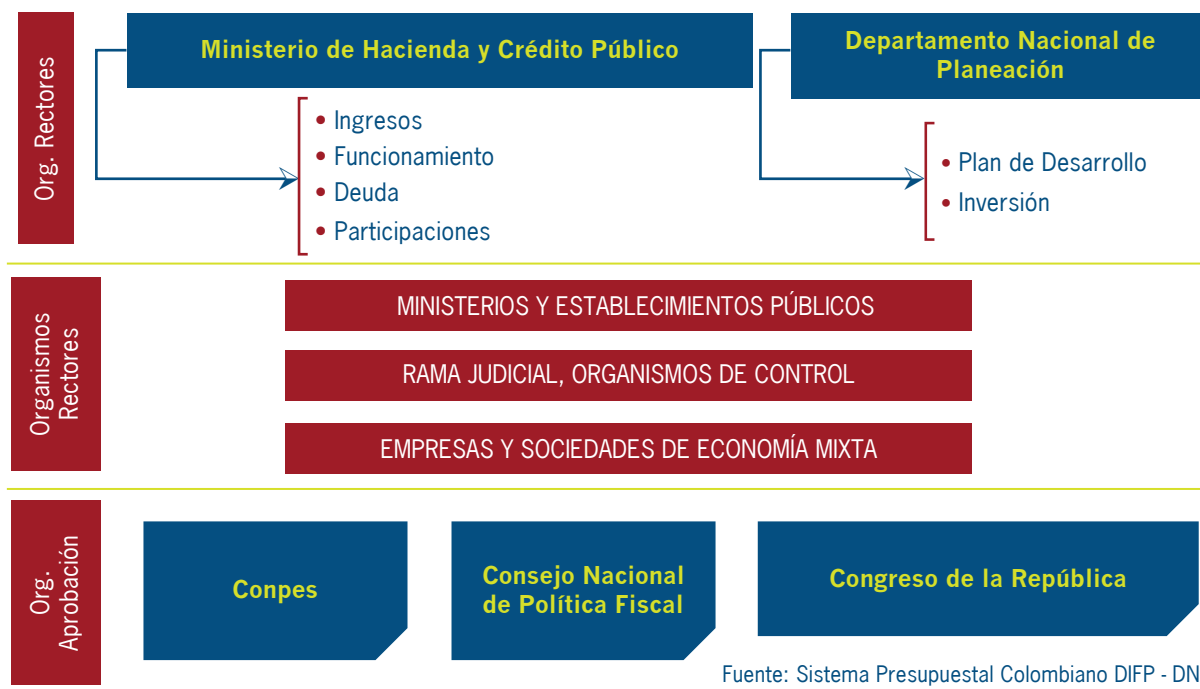 Org. Rectores
Ministerio de Hacienda y Crédito Público
Departamento Nacional de
Planeación
• Ingresos
• Funcionamiento
• Deuda
• Participaciones
• Plan de Desarrollo
• Inversión
Organismos
Rectores
MINISTERIOS Y ESTABLECIMIENTOS PÚBLICOS
RAMA JUDICIAL, ORGANISMOS DE CONTROL
EMPRESAS Y SOCIEDADES DE ECONOMÍA MIXTA
Org.
Aprobación
Conpes
Consejo Nacional
de Política Fiscal
Congreso de la República
Fuente: Sistema Presupuestal Colombiano DIFP - DN